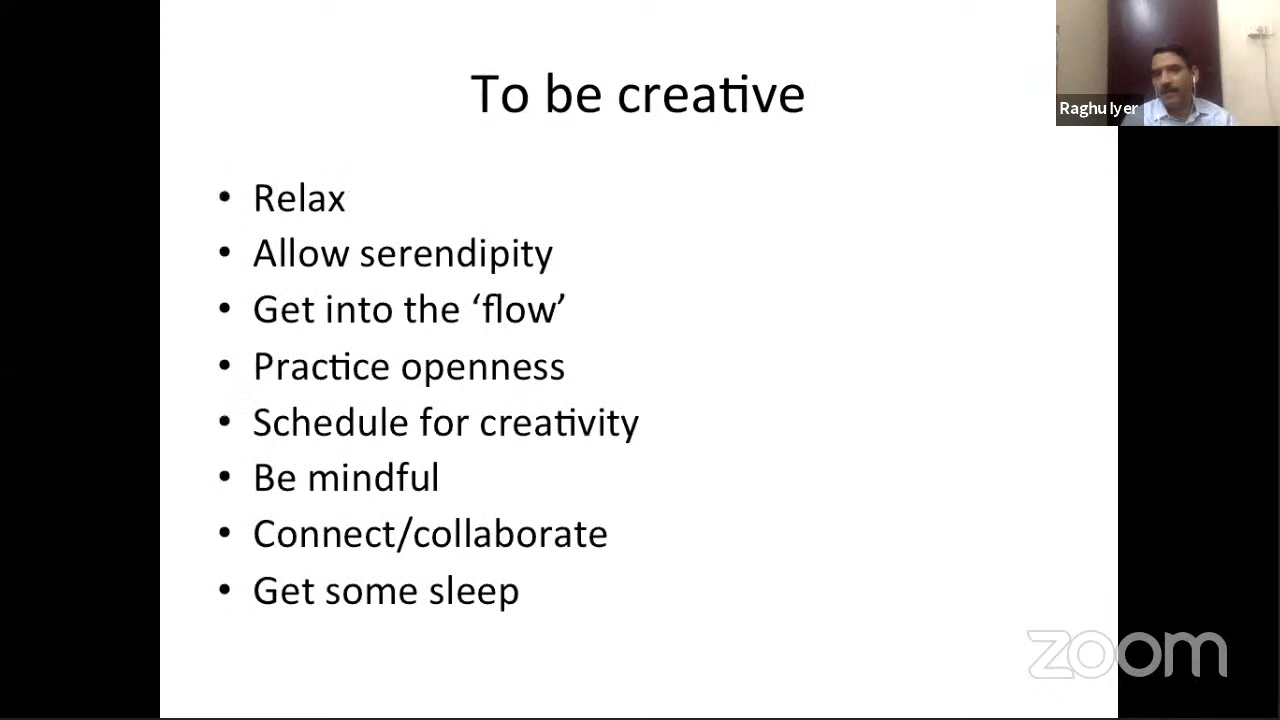 To be creative
Raghu Iyer
• Relax
• Allow serendipity
• Get into the ‘flow’
• Practice openness
• Schedule for creativity
• Be mindful
• Connect/collaborate
• Get some sleep
zoom